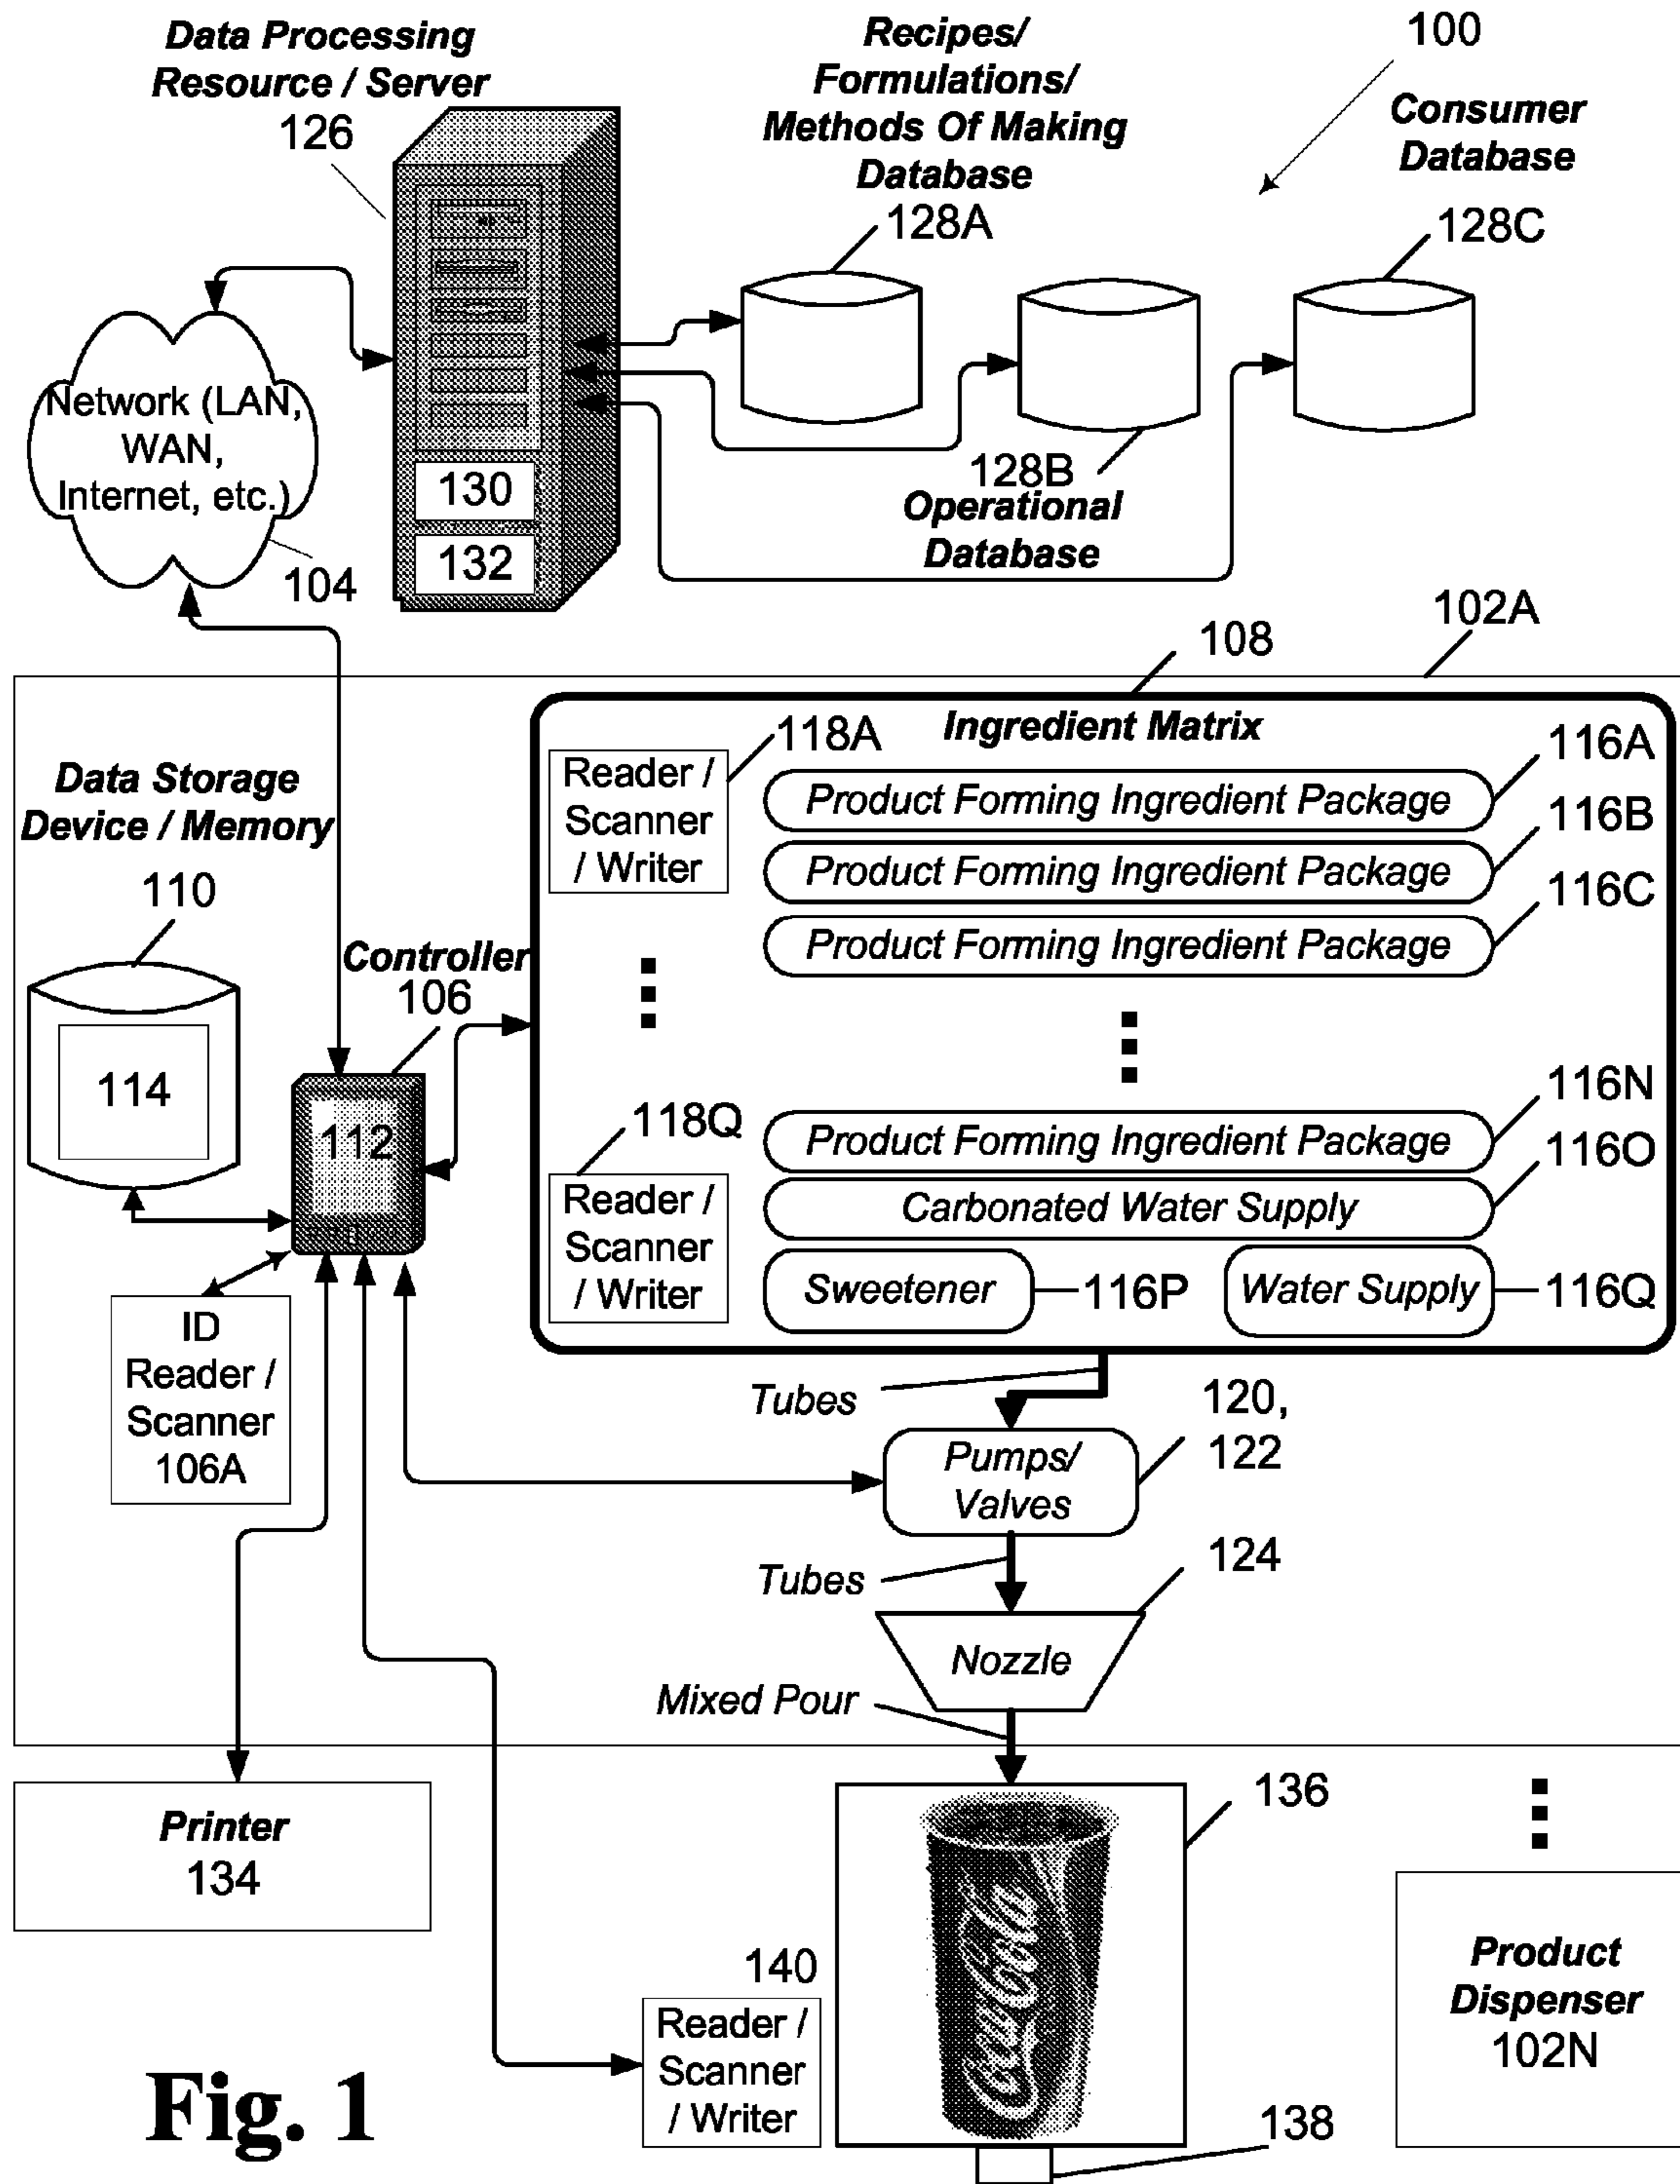 Data Processing
Resource / Server
126
Recipes/
Formulations/
Methods Of Making
Database
128A
100
Consumer
Database
128C
Network (LAN,
WAN,
Internet, etc.)
104
130
132
128B
Operational
Database
102A
108
Ingredient Matrix
118A
Reader /
Scanner
/ Writer
Product Forming Ingredient Package
116A
Product Forming Ingredient Package
116B
Product Forming Ingredient Package
116C
Data Storage
Device / Memory
110
114
Controller
106
112
118Q
Reader /
Scanner
/ Writer
Product Forming Ingredient Package
116N
Carbonated Water Supply
116O
Sweetener
116P
Water Supply
116Q
ID
Reader /
Scanner
106A
Tubes
Pumps/
Valves
120,
122
Tubes
124
Nozzle
Mixed Pour
Printer
134
136
Coca-Cola
140
Reader /
Scanner
/ Writer
138
Product
Dispenser
102N
Fig. 1